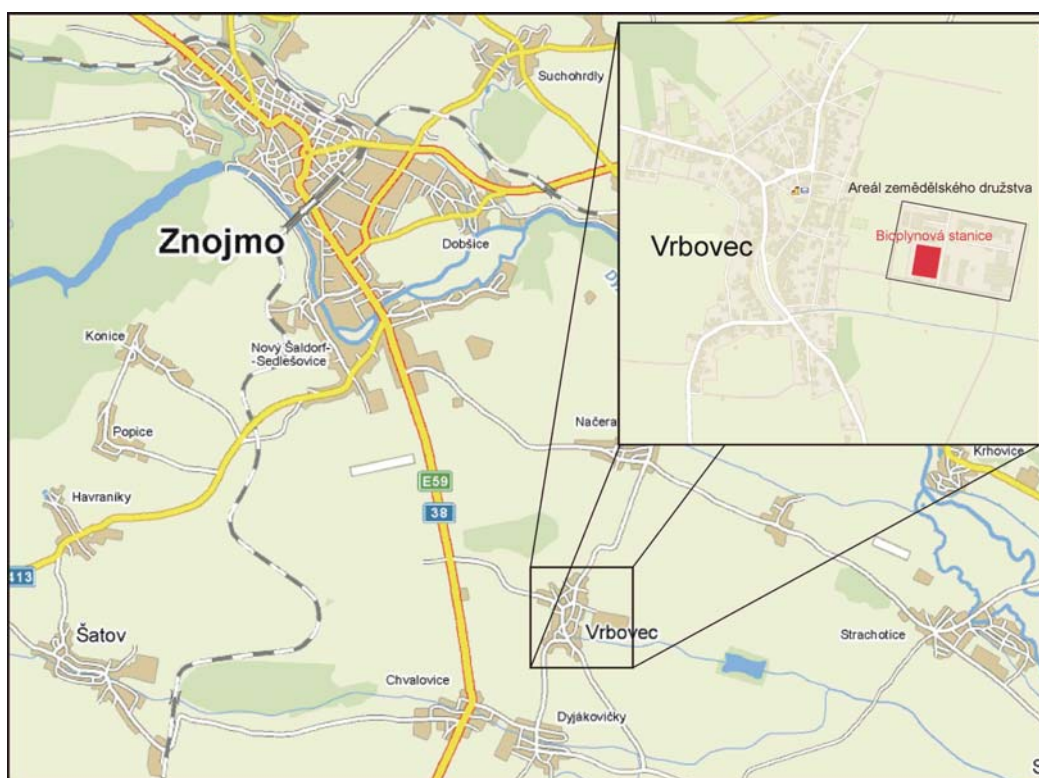 Suchohrdly
Znojmo
Dobšice
Konice
Nový Šaldorf-
-Sedlešovice
Popice
Načera
Havraníky
E59
38
413
Krhovice
Šatov
Vrbovec
Strachotice
Chvalovice
Dyjákovičky
Areál zemědělského družstva
Bioplynová stanice
Vrbovec
S